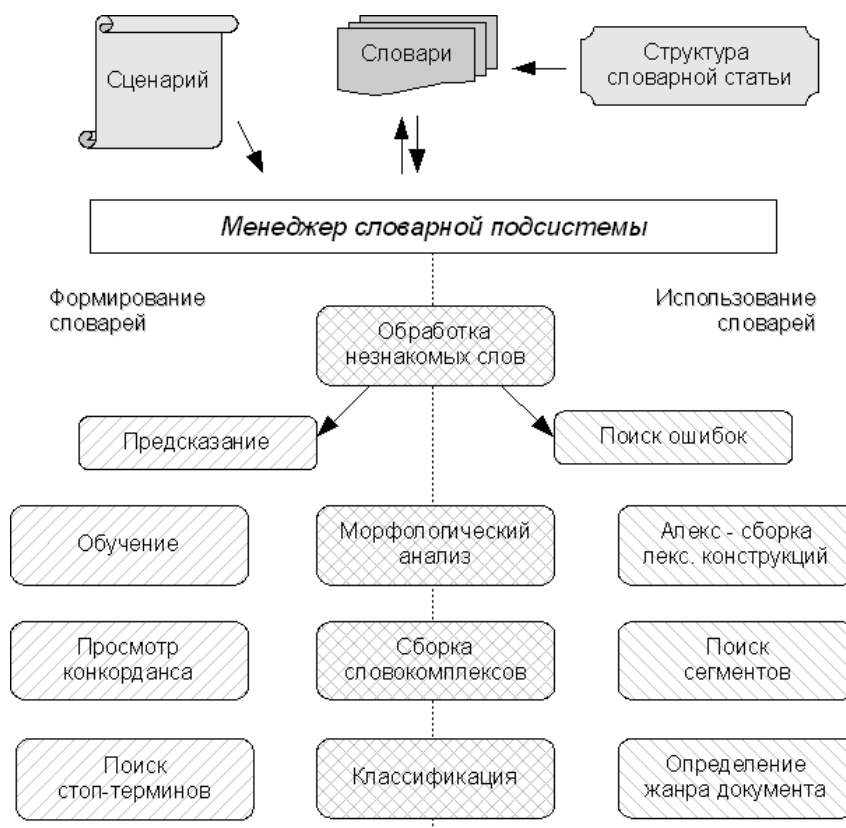 Сценарий
Словари
Структура
словарной статьи
Менеджер словарной подсистемы
Формирование
словарей
Использование
словарей
Обработка
незнакомых слов
Предсказание
Поиск ошибок
Обучение
Морфологический
анализ
Алекс - сборка
лекс. конструкций
Просмотр
конкорданса
Сборка
словокомплексов
Поиск
сегментов
Поиск
стоп-терминов
Классификация
Определение
жанра документа